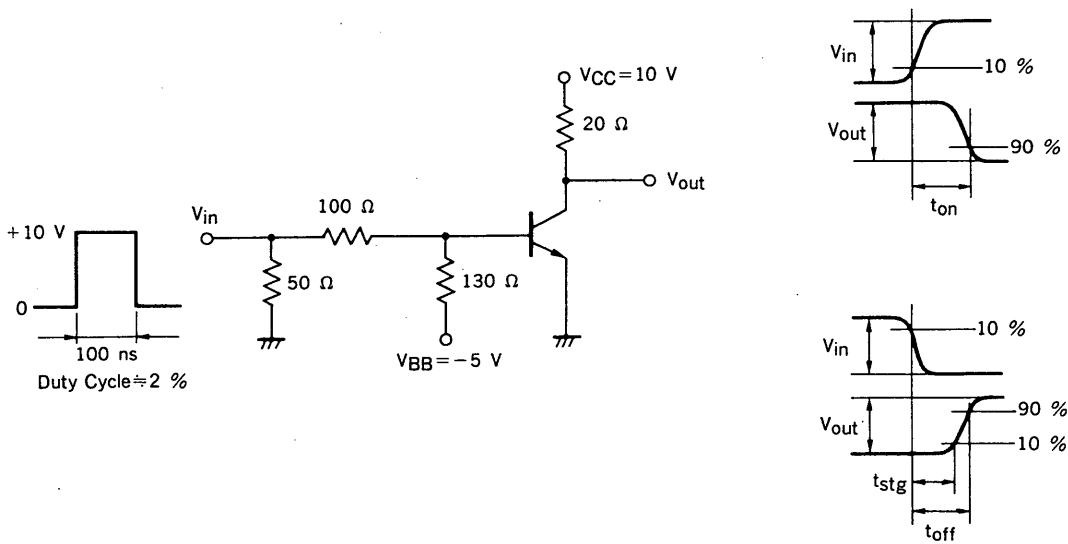 VCC=10 V
20 Ω
Vout
Vin
100 Ω
+10 V
50 Ω
130 Ω
0
100 ns
VBB=−5 V
Duty Cycle≒2 %
Vin
10 %
Vout
90 %
ton
Vin
10 %
Vout
90 %
10 %
tstg
toff